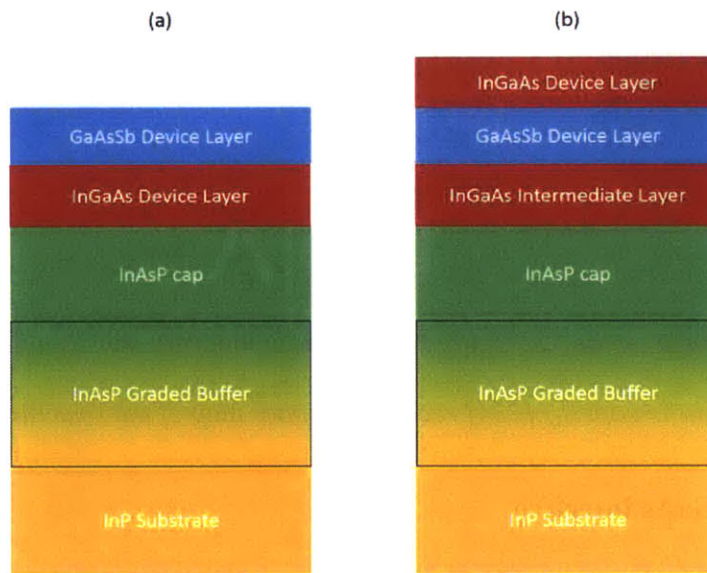 (a)
GaAsSb Device Layer
InGaAs Device Layer
InAsP cap
InAsP Graded Buffer
InP Substrate
(b)
InGaAs Device Layer
GaAsSb Device Layer
InGaAs Intermediate Layer
InAsP cap
InAsP Graded Buffer
InP Substrate